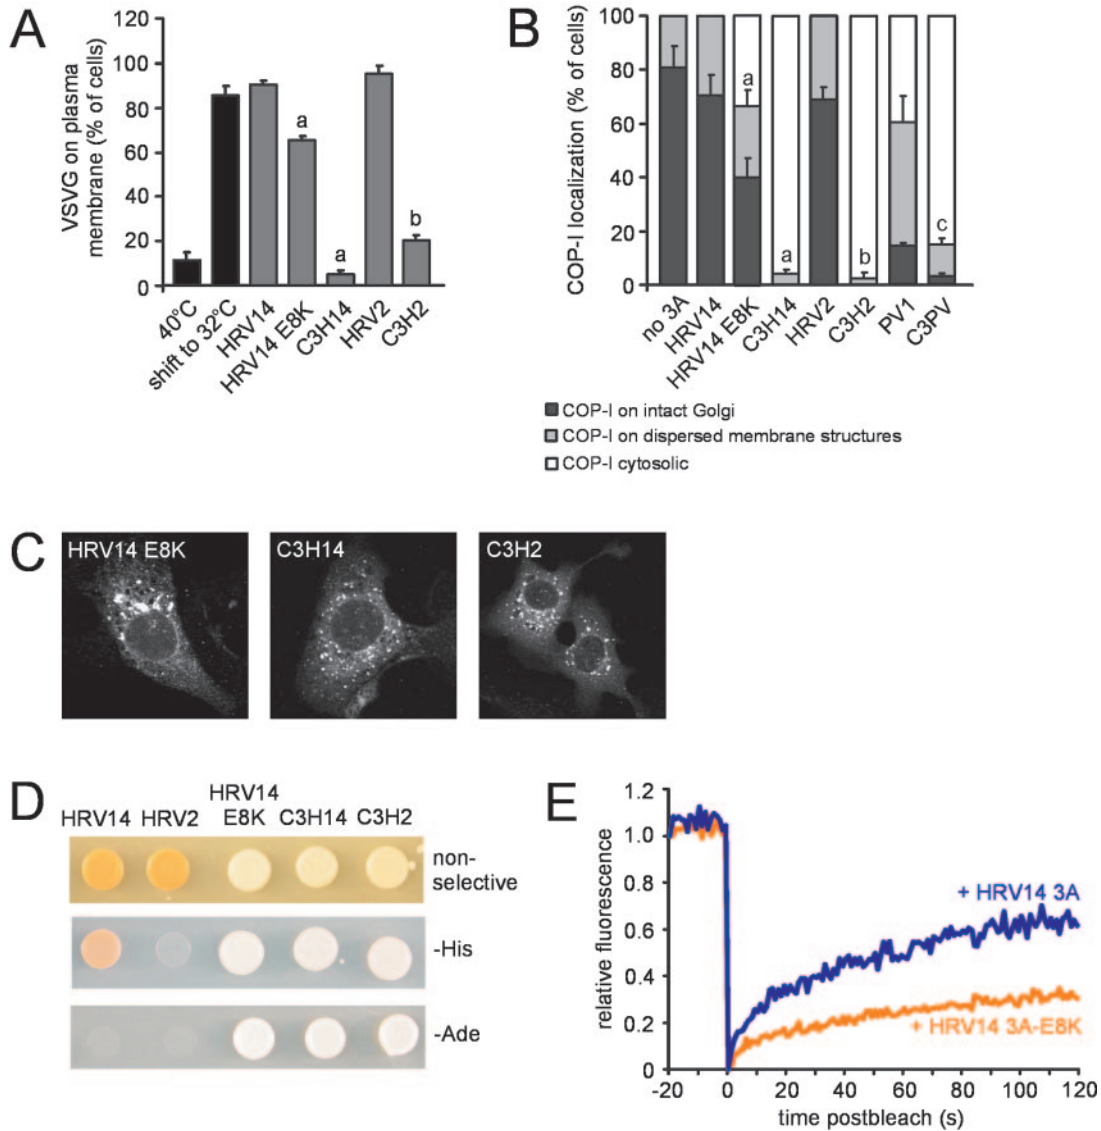 A
VSVG on plasma
membrane (% of cells)
120
100
80
60
40
20
0
a
a
b
40°C
shift to 32°C
HRV14
HRV14 E8K
C3H14
HRV2
C3H2
B
COP-I localization (% of cells)
100
80
60
40
20
0
a
a
b
c
no 3A
HRV14
HRV14 E8K
C3H14
HRV2
C3H2
PV1
C3PV
COP-I on intact Golgi
COP-I on dispersed membrane structures
COP-I cytosolic
C
HRV14 E8K
C3H14
C3H2
D
HRV14
HRV2
HRV14
E8K
C3H14
C3H2
non-
selective
-His
-Ade
E
relative fluorescence
1.2
1.0
0.8
0.6
0.4
0.2
0
+ HRV14 3A
+ HRV14 3A-E8K
-20
0
20
40
60
80
100
120
time postbleach (s)